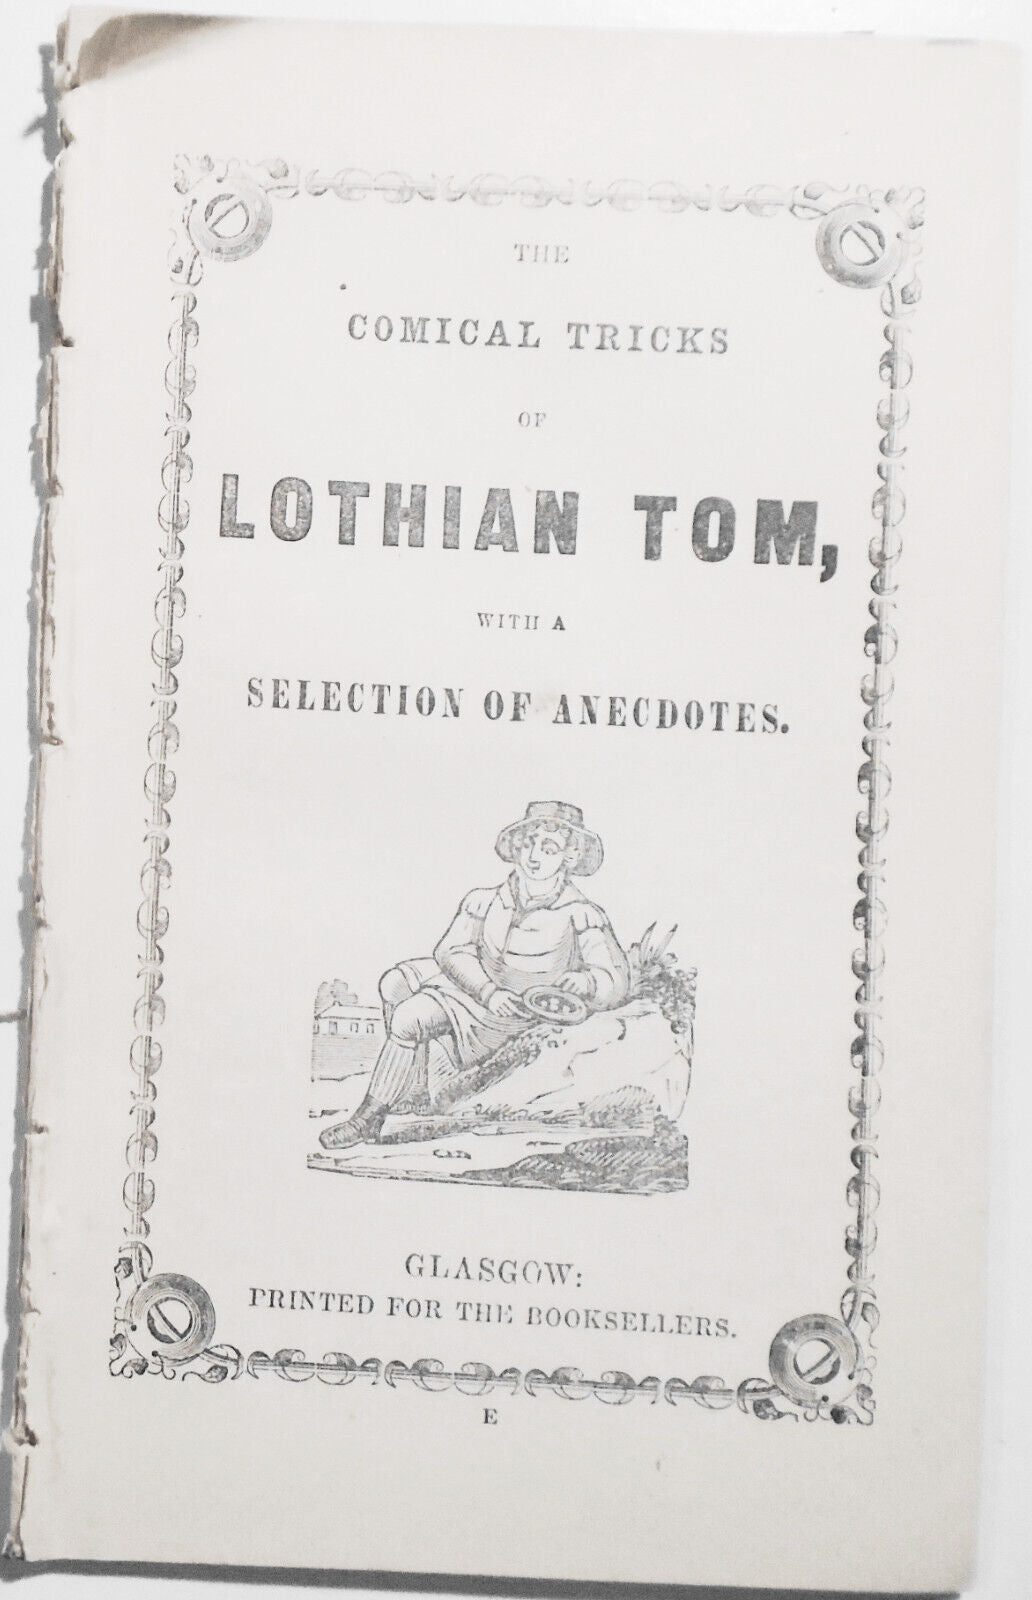 THE
COMICAL TRICKS
OF
LOTHIAN TOM,
WITH A
SELECTION OF ANECDOTES.
GLASGOW:
PRINTED FOR THE BOOKSELLERS.
E